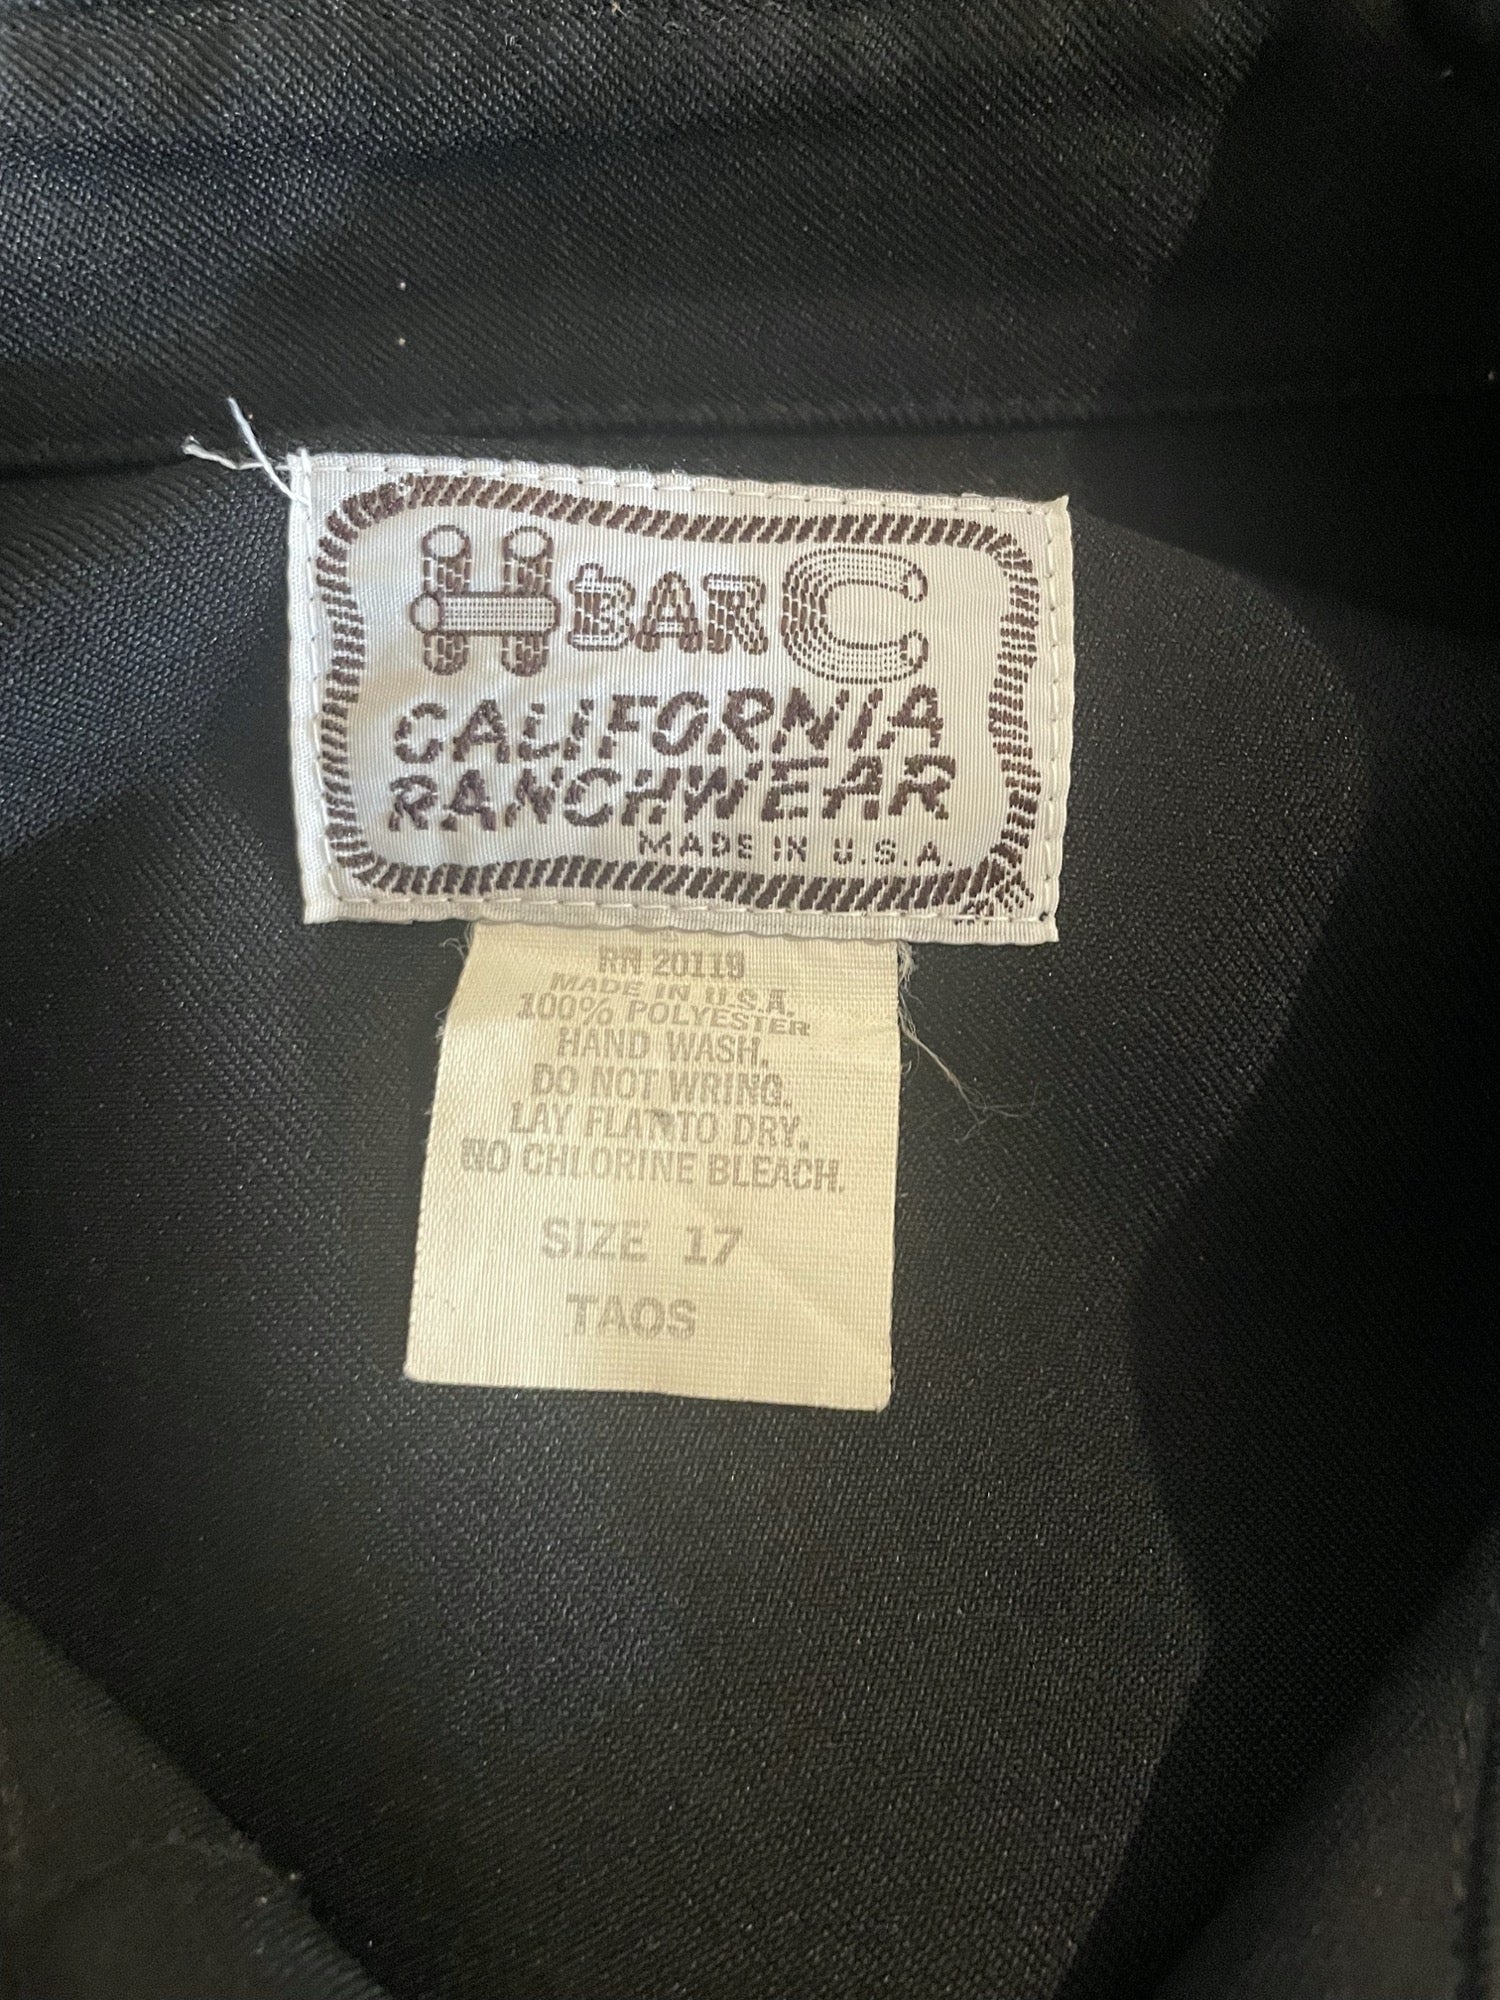 H BAR C
CALIFORNIA
RANCHWEAR
MADE IN U.S.A.
RN 20119
MADE IN U.S.A.
100% POLYESTER
HAND WASH.
DO NOT WRING.
LAY FLAT TO DRY.
NO CHLORINE BLEACH.
SIZE 17
TAOS